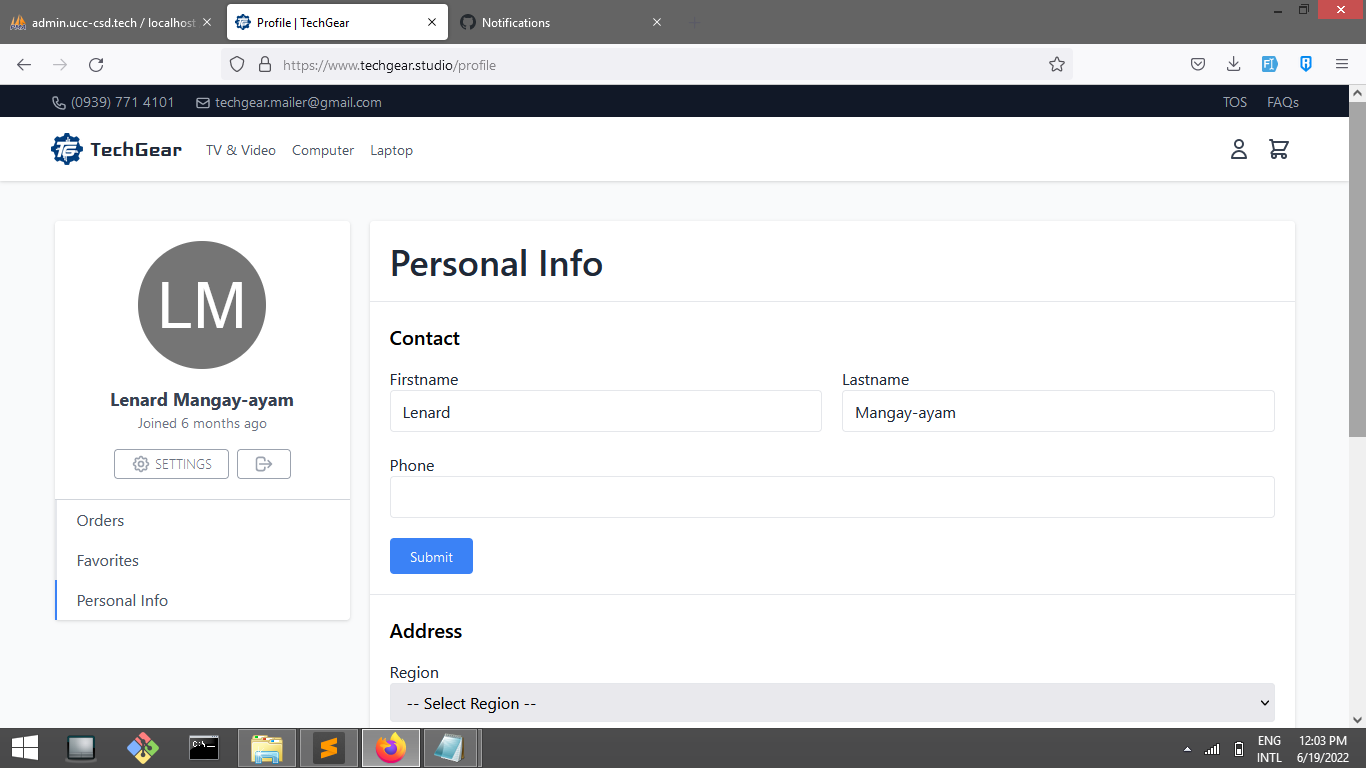 admin.ucc-csd.tech / localhost
Profile | TechGear
Notifications
https://www.techgear.studio/profile
(0939) 771 4101
techgear.mailer@gmail.com
TOS
FAQs
TechGear
TV & Video
Computer
Laptop
LM
Lenard Mangay-ayam
Joined 6 months ago
SETTINGS
Orders
Favorites
Personal Info
Personal Info
Contact
Firstname
Lastname
Lenard
Mangay-ayam
Phone
Submit
Address
Region
-- Select Region --
C:\_
ENG
INTL
12:03 PM
6/19/2022